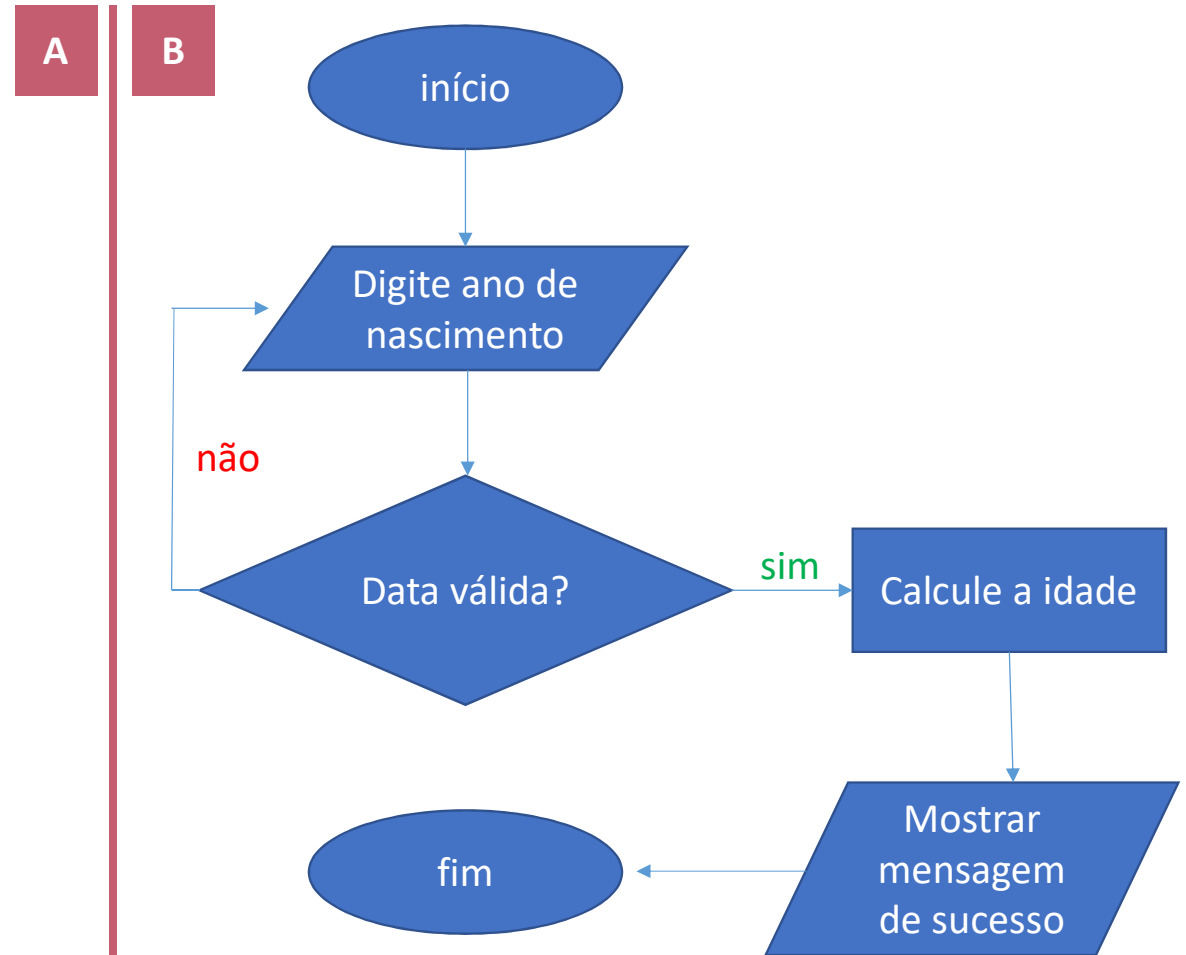 A
B
início
Digite ano de
nascimento
não
Data válida?
sim
Calcule a idade
Mostrar
mensagem
de sucesso
fim